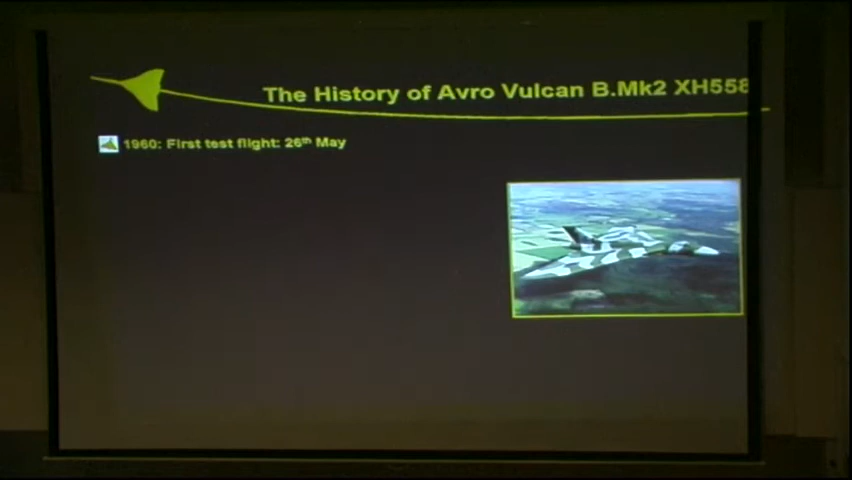 The History of Avro Vulcan B.Mk2 XH558
1960: First test flight: 26th May